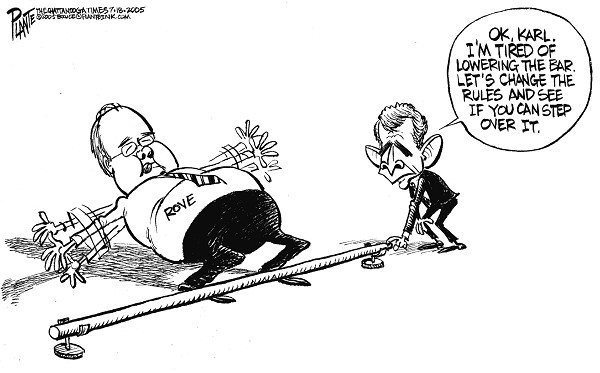 PLANTE
THE CHATTANOOGA TIMES 7-18-2005
©2005 BRUCE@PLANTEINK.COM
OK, KARL.
I'M TIRED OF
LOWERING THE BAR.
LET'S CHANGE THE
RULES AND SEE
IF YOU CAN STEP
OVER IT.
ROVE